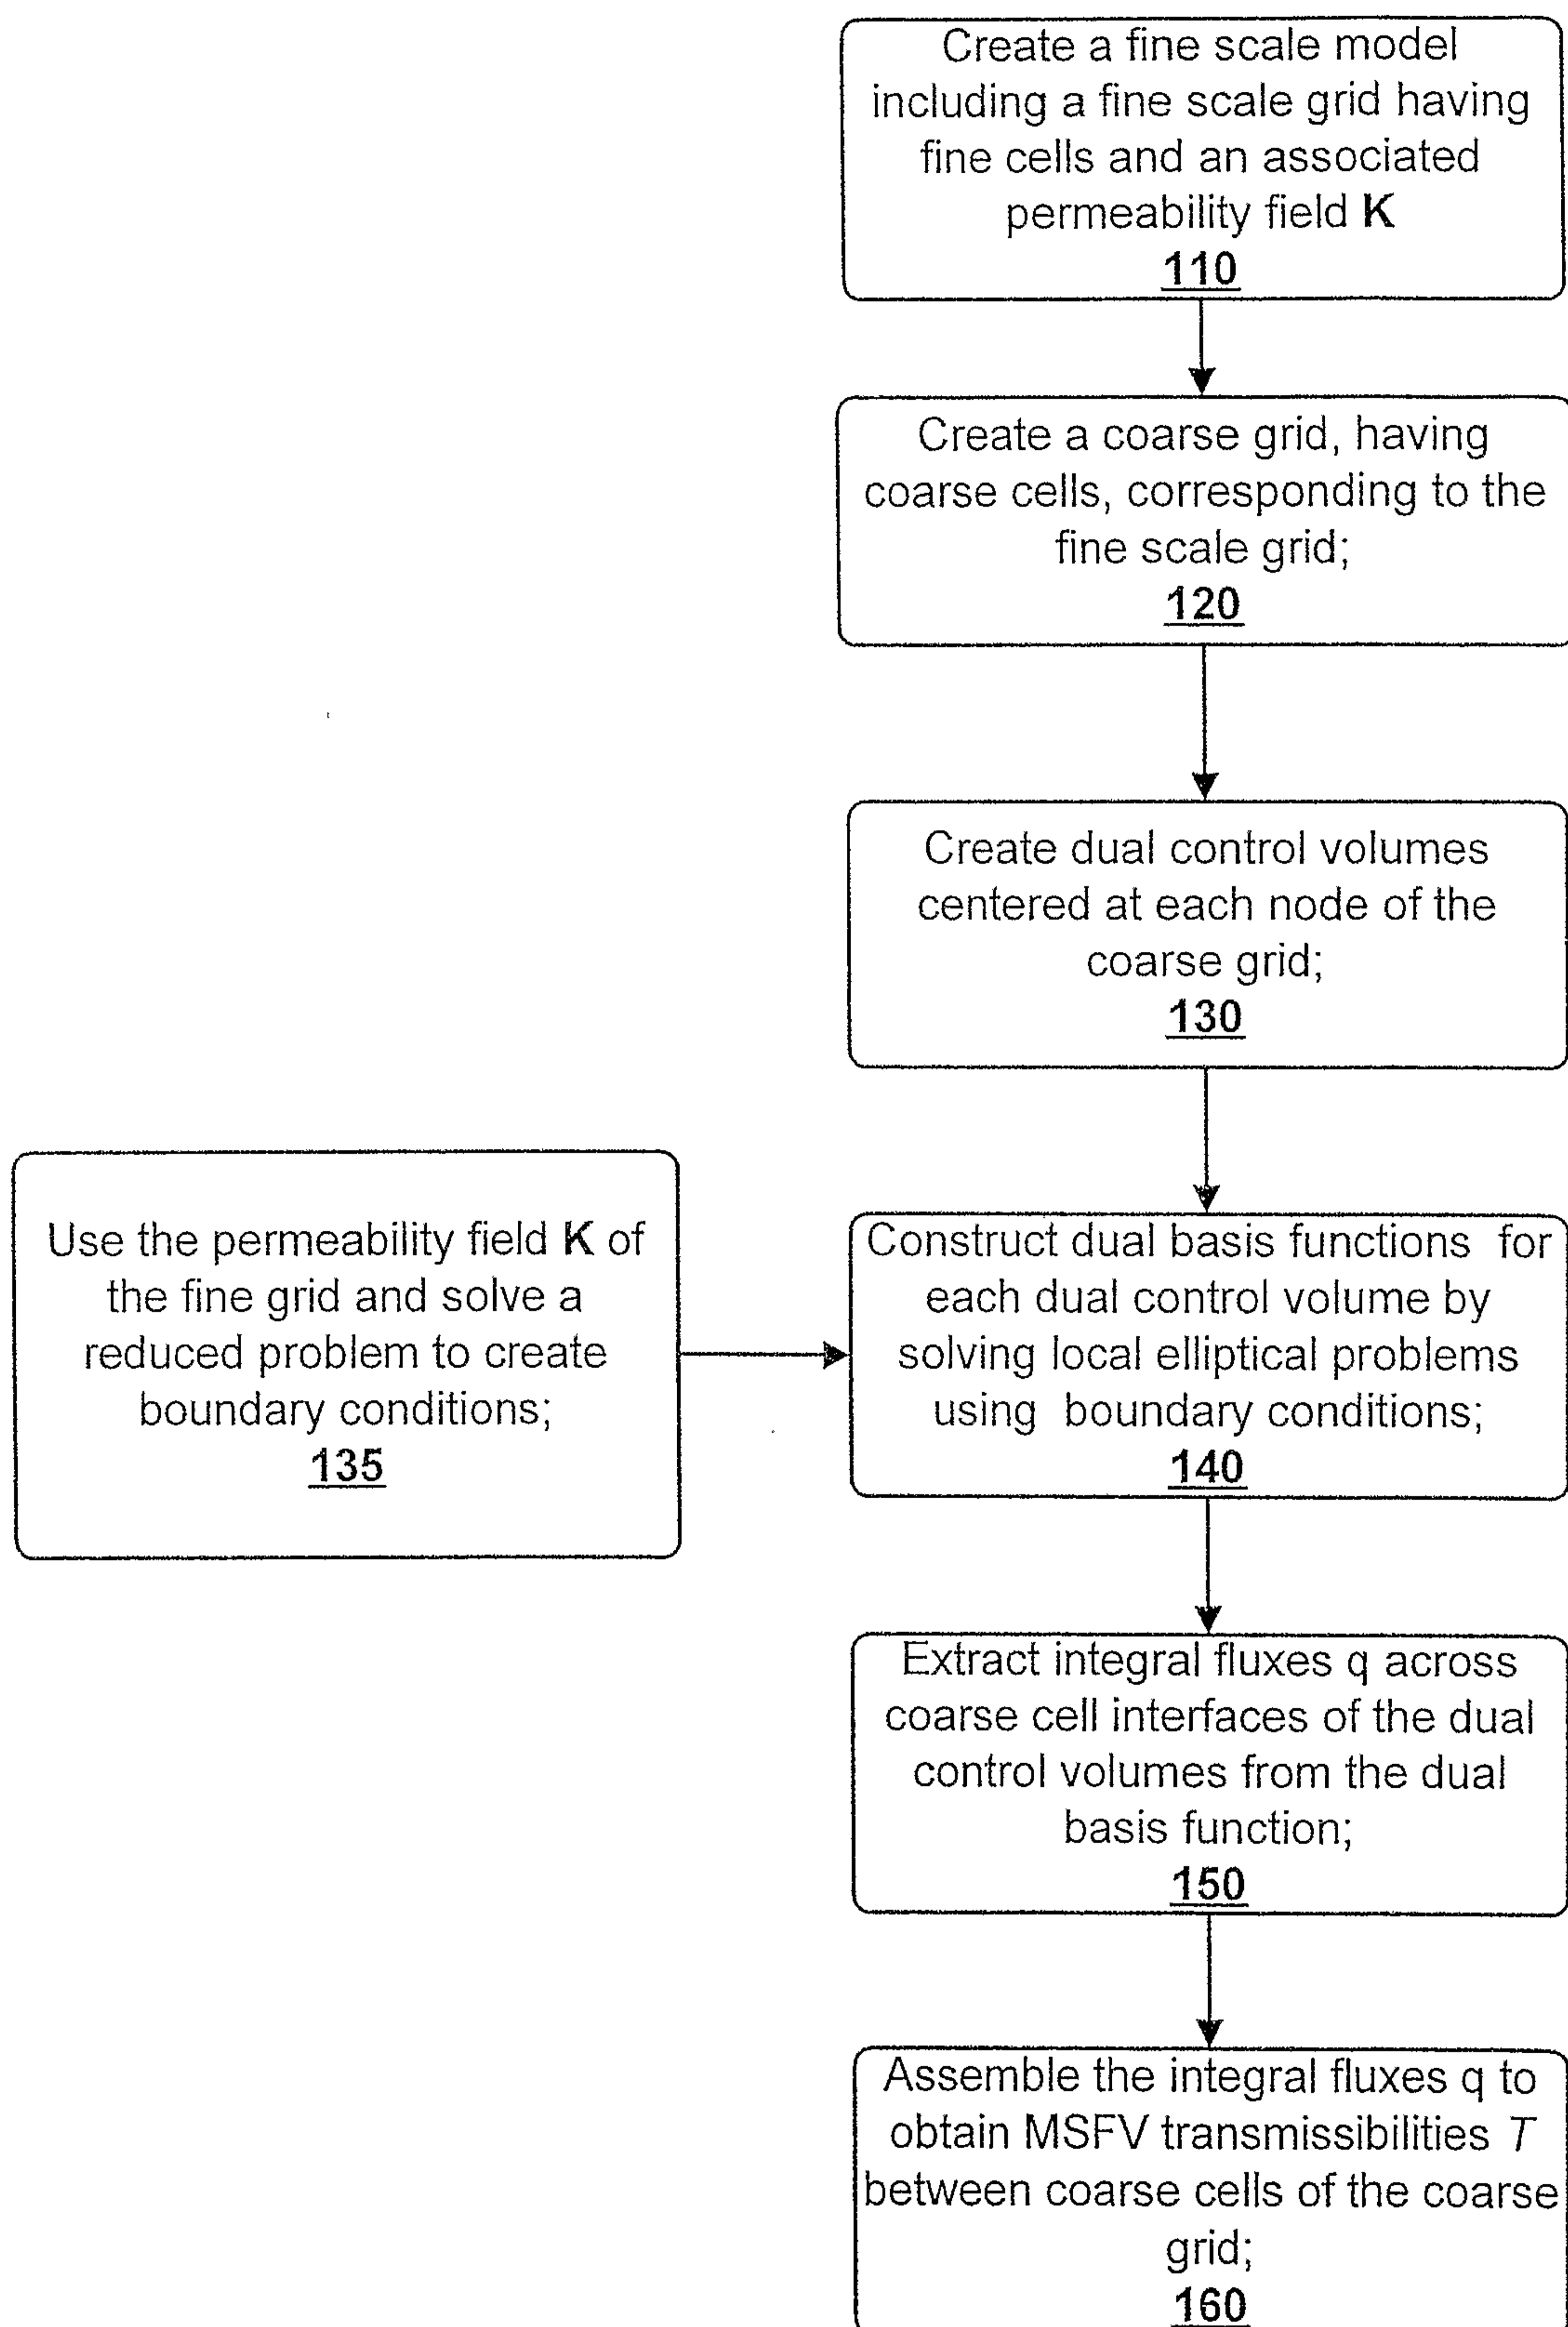 Create a fine scale model
including a fine scale grid having
fine cells and an associated
permeability field K
110
Create a coarse grid, having
coarse cells, corresponding to the
fine scale grid;
120
Create dual control volumes
centered at each node of the
coarse grid;
130
Use the permeability field K of
the fine grid and solve a
reduced problem to create
boundary conditions;
135
Construct dual basis functions for
each dual control volume by
solving local elliptical problems
using boundary conditions;
140
Extract integral fluxes q across
coarse cell interfaces of the dual
control volumes from the dual
basis function;
150
Assemble the integral fluxes q to
obtain MSFV transmissibilities T
between coarse cells of the coarse
grid;
160